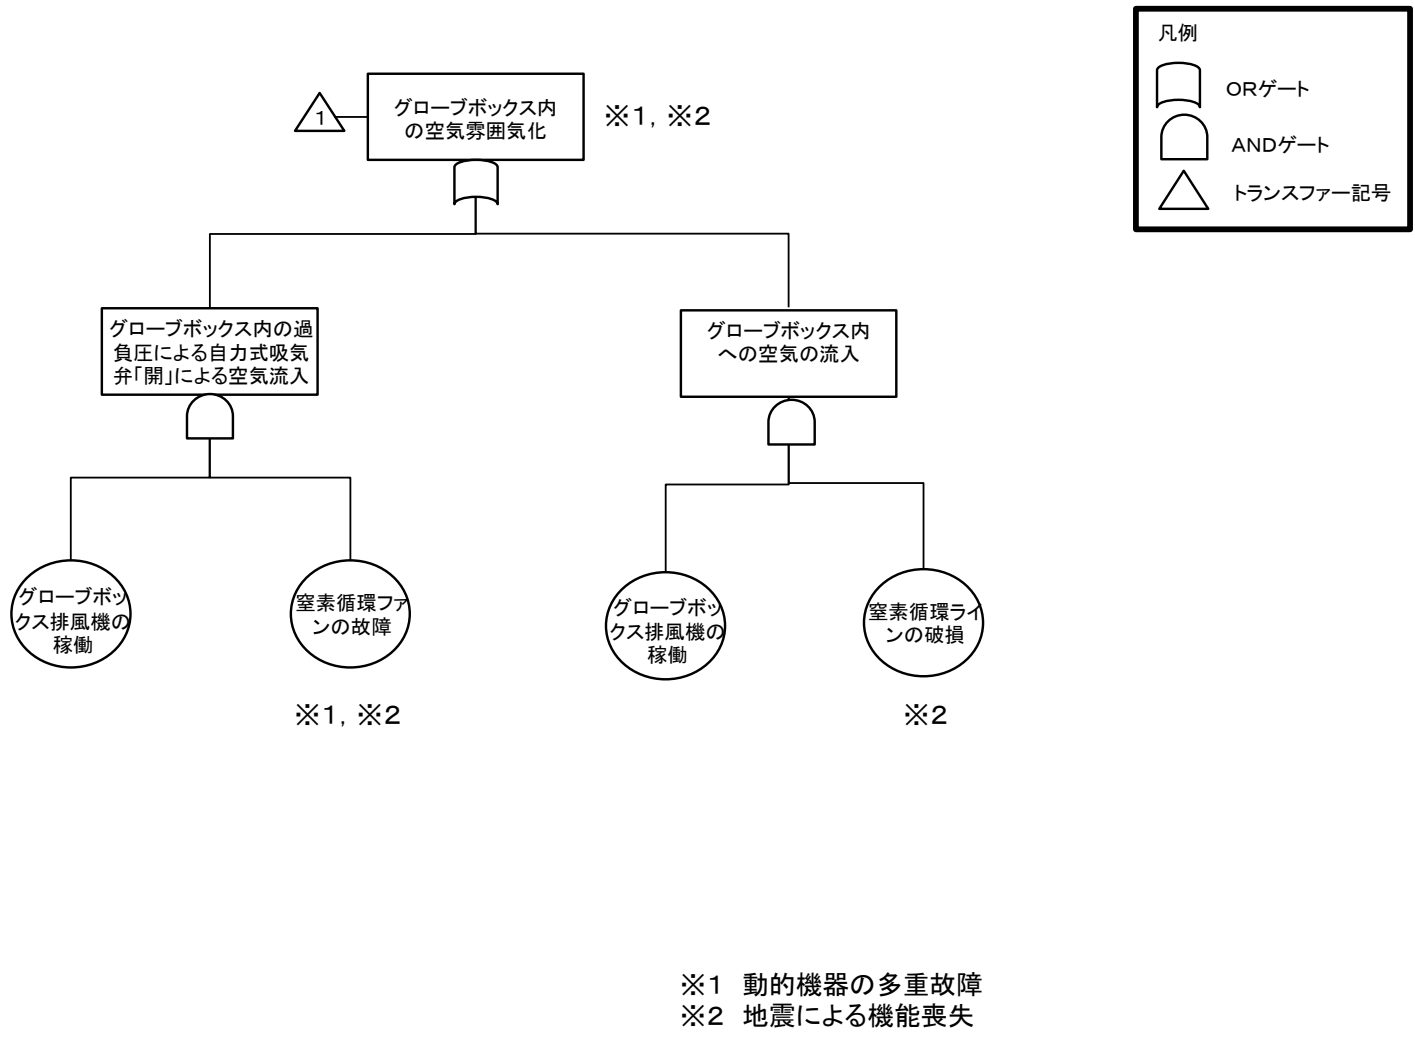 凡例
ORゲート
ANDゲート
トランスファー記号
1
グローブボックス内
の空気雰囲気化
※1, ※2
グローブボックス内の過
負圧による自力式吸気
弁「開」による空気流入
グローブボックス内
への空気の流入
グローブボッ
クス排風機の
稼働
窒素循環ファ
ンの故障
※1, ※2
グローブボッ
クス排風機の
稼働
窒素循環ライ
ンの破損
※2
※1 動的機器の多重故障
※2 地震による機能喪失